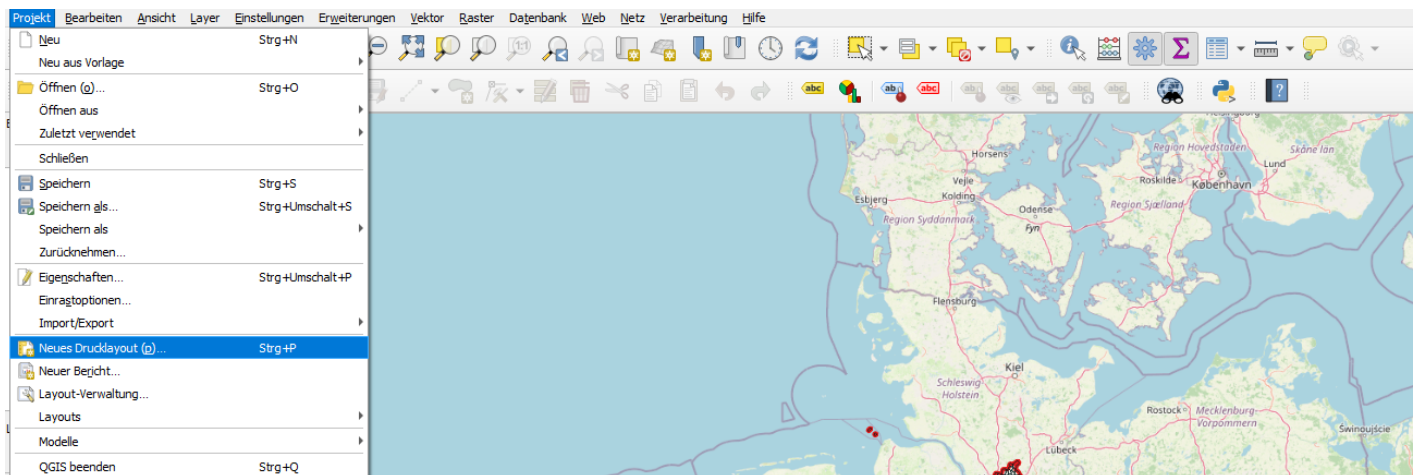 Projekt Bearbeiten Ansicht Layer Einstellungen Erweiterungen Vektor Raster Datenbank Web Netz Verarbeitung Hilfe
Neu Strg+N
Neu aus Vorlage
Öffnen (o)... Strg+O
Öffnen aus
Zuletzt verwendet
Schließen
Speichern Strg+S
Speichern als... Strg+Umschalt+S
Speichern als
Zurücknehmen...
Eigenschaften... Strg+Umschalt+P
Einrastoptionen...
Import/Export
Neues Drucklayout (p)... Strg+P
Neuer Bericht...
Layout-Verwaltung...
Layouts
Modelle
QGIS beenden Strg+Q
abc
abc
Horsens
Region Hovedstaden
Skåne län
Lund
Vejle
Roskilde
København
Esbjerg
Kolding
Odense
Region Sjælland
Region Syddanmark
Fyn
Flensburg
Kiel
Schleswig-
Holstein
Rostock
Mecklenburg-
Vorpommern
Świnoujście
Lübeck